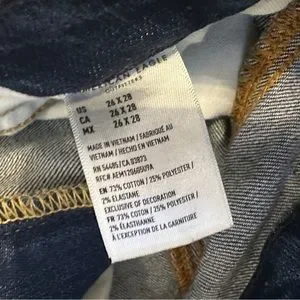 EAGLE
OUTFITTERS
US 26 X 28
CA 26 X 28
MX 26 X 28
MADE IN VIETNAM / FABRIQUÉ AU
VIETNAM / HECHO EN VIETNAM
RN 54485 / CA 03873
RFC#
EN 73% COTTON / 25% POLYESTER /
2% ELASTANE
EXCLUSIVE OF DECORATION
FR 73% COTON / 25% POLYESTER /
2% ÉLASTHANNE
À L'EXCEPTION DE LA GARNITURE